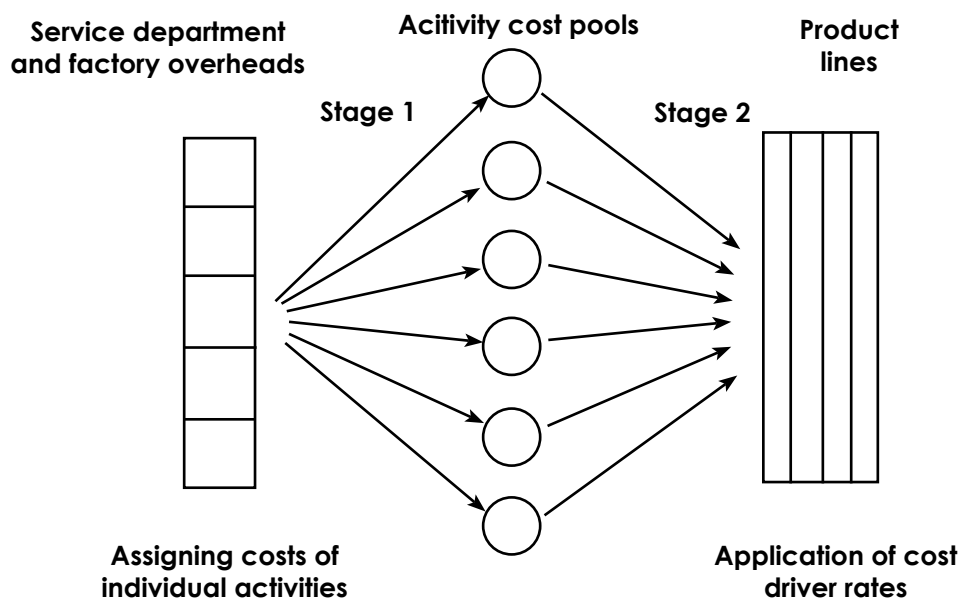 Service department
and factory overheads
Acitivity cost pools
Product
lines
Stage 1
Stage 2
Assigning costs of
individual activities
Application of cost
driver rates